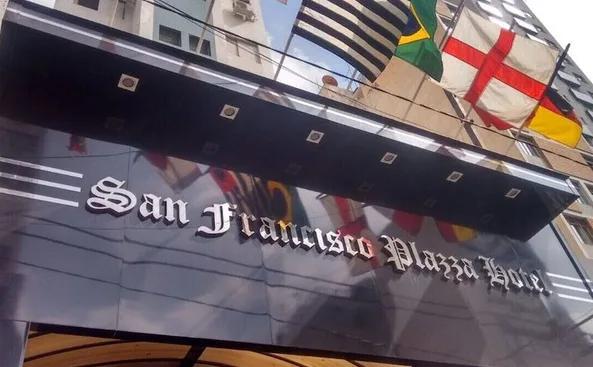 San Francisco Plazza Hotel